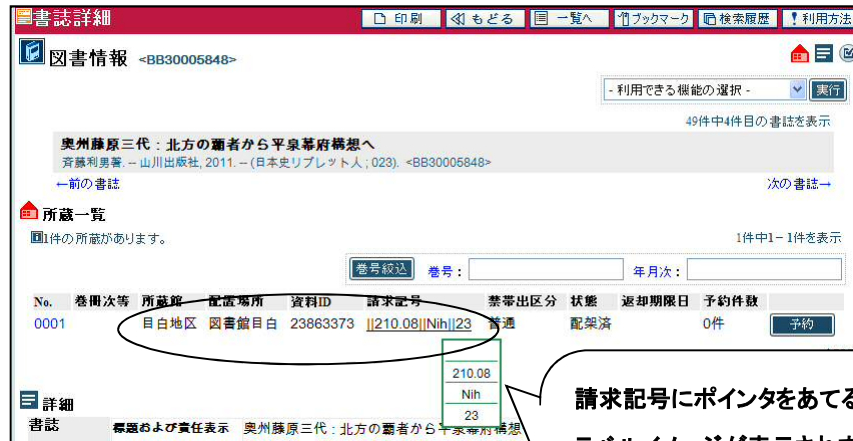 書誌詳細 印刷 もどる 一覧へ ブックマーク 検索履歴 利用方法
図書情報 <BB30005848>
- 利用できる機能の選択 - 実行
49件中4件目の書誌を表示
奥州藤原三代 : 北方の覇者から平泉幕府構想へ
斉藤利男著. -- 山川出版社, 2011. -- (日本史リブレット人 ; 023). <BB30005848>
←前の書誌 次の書誌→
所蔵一覧
1件の所蔵があります。 1件中1－1件を表示
巻号絞込 巻号: 年月次:
No. 巻冊次等 所蔵館 配置場所 資料ID 請求記号 禁帯出区分 状態 返却期限日 予約件数
0001 目白地区 図書館目白 23863373 ||210.08||Nih||23 普通 配架済 0件 予約
210.08
Nih
23
請求記号にポインタをあてる
詳細
書誌 標題および責任表示 奥州藤原三代 : 北方の覇者から平泉幕府構想